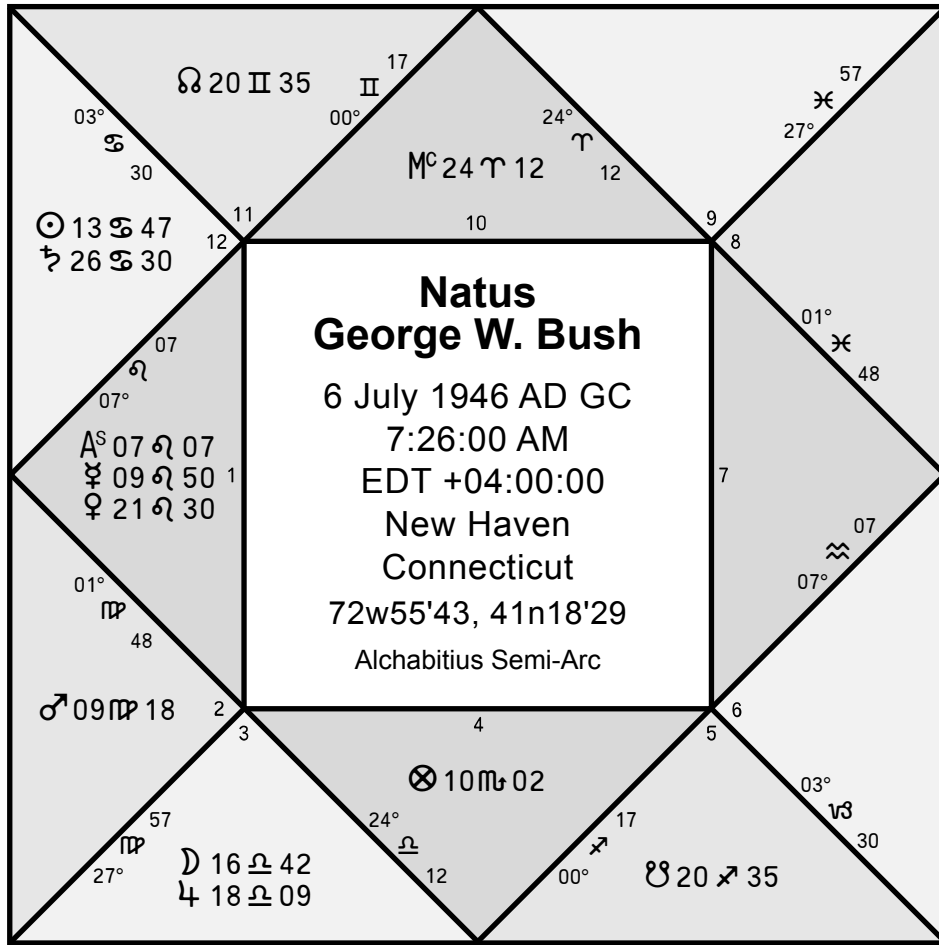 ☊ 20 ♊ 35
17
♊
00°
24°
♈
12
57
♓
27°
03°
♋
30
M꜀ 24 ♈ 12
☉ 13 ♋ 47
♄ 26 ♋ 30
11
12
10
9
8
Natus
George W. Bush
6 July 1946 AD GC
7:26:00 AM
EDT +04:00:00
New Haven
Connecticut
72w55'43, 41n18'29
Alchabitius Semi-Arc
01°
♓
48
07
♌
07°
As 07 ♌ 07
☿ 09 ♌ 50
♀ 21 ♌ 30
1
7
07
♒
07°
01°
♍
48
♂ 09 ♍ 18
2
3
4
6
5
⊗ 10 ♏ 02
57
♍
27°
☽ 16 ♎ 42
♃ 18 ♎ 09
24°
♎
12
17
♐
00°
☋ 20 ♐ 35
03°
♑
30